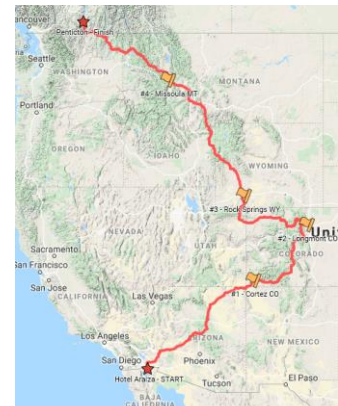 ancouver
Penticton - Finish
Seattle
WASHINGTON
#4 - Missoula MT
MONTANA
Portland
OREGON
IDAHO
WYOMING
#3 - Rock Springs WY
Unit
#2 - Longmont CO
NEVADA
UTAH
COLORADO
Sacramento
San Francisco
San Jose
CALIFORNIA
#1 - Cortez CO
Las Vegas
Los Angeles
ARIZONA
NEW MEXICO
San Diego
Phoenix
Hotel Araiza - START
Tucson
El Paso
BAJA
CALIFORNIA